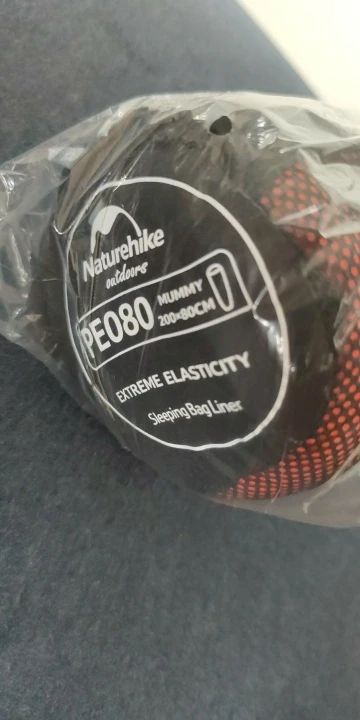 Naturehike
outdoors
PE080
MUMMY
200×80CM
EXTREME ELASTICITY
Sleeping Bag Liner